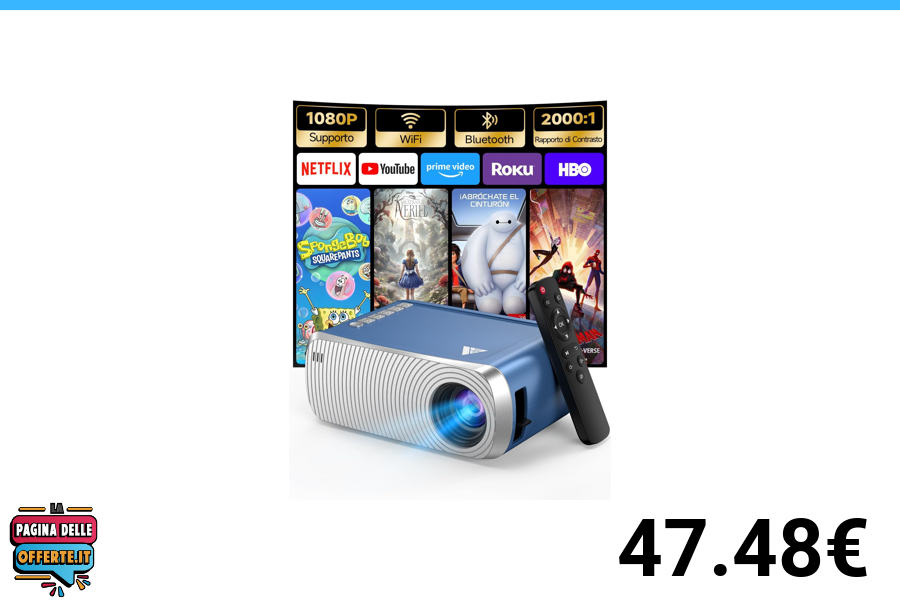 1080P
Supporto
WiFi
Bluetooth
2000:1
Rapporto di Contrasto
NETFLIX
YouTube
prime video
ROKU
HBO
SpongeBob
SQUAREPANTS
¡ABRÓCHATE EL
CINTURÓN!
OK
LA
PAGINA DELLE
OFFERTE.IT
47.48€